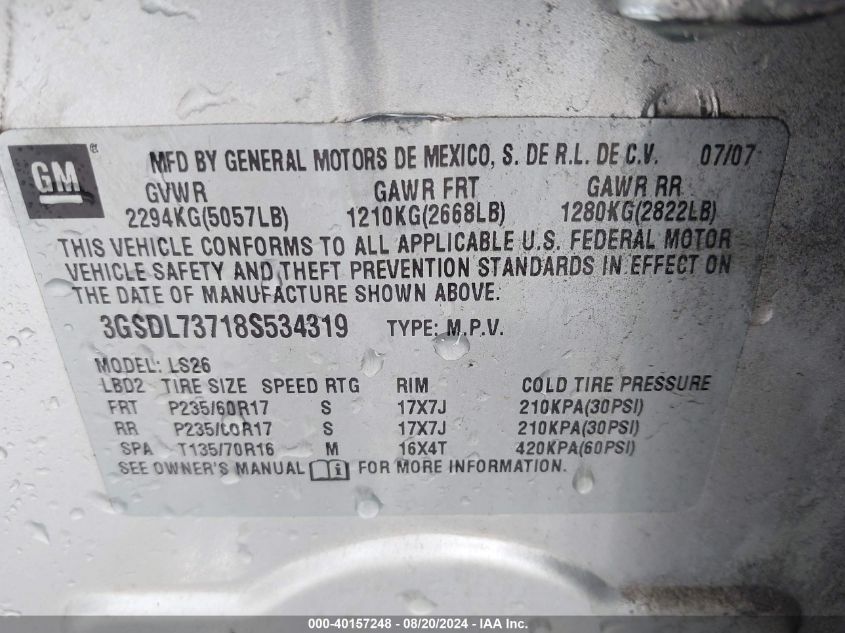 GM® MFD BY GENERAL MOTORS DE MEXICO, S. DE R.L. DE C.V. 07/07
GVWR GAWR FRT GAWR RR
2294KG(5057LB) 1210KG(2668LB) 1280KG(2822LB)
THIS VEHICLE CONFORMS TO ALL APPLICABLE U.S. FEDERAL MOTOR
VEHICLE SAFETY AND THEFT PREVENTION STANDARDS IN EFFECT ON
THE DATE OF MANUFACTURE SHOWN ABOVE.
3GSDL73718S534319 TYPE: M.P.V.
MODEL: LS26
LBO2 TIRE SIZE SPEED RTG RIM COLD TIRE PRESSURE
FRT P235/60R17 S 17X7J 210KPA(30PSI)
RR P235/60R17 S 17X7J 210KPA(30PSI)
SPA T135/70R16 M 16X4T 420KPA(60PSI)
SEE OWNER'S MANUAL i FOR MORE INFORMATION.
000-40157248 - 08/20/2024 - IAA Inc.